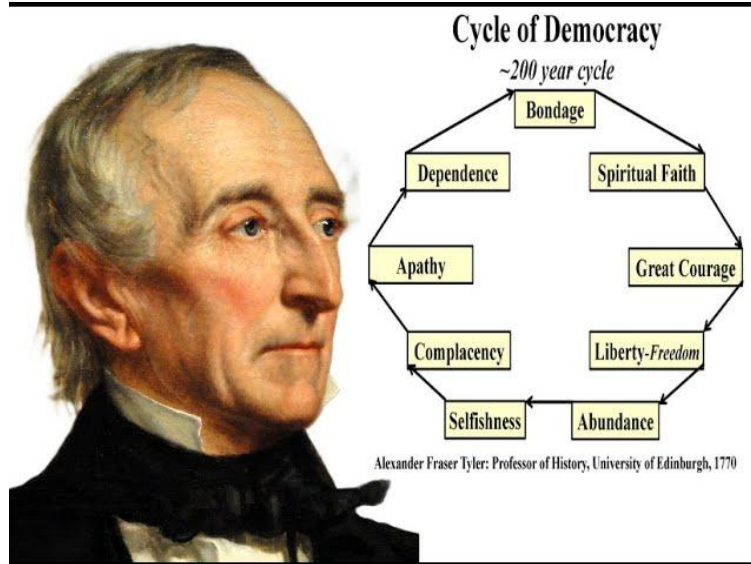 Cycle of Democracy
~200 year cycle
Bondage
Spiritual Faith
Great Courage
Liberty-Freedom
Abundance
Selfishness
Complacency
Apathy
Dependence
Alexander Fraser Tyler: Professor of History, University of Edinburgh, 1770